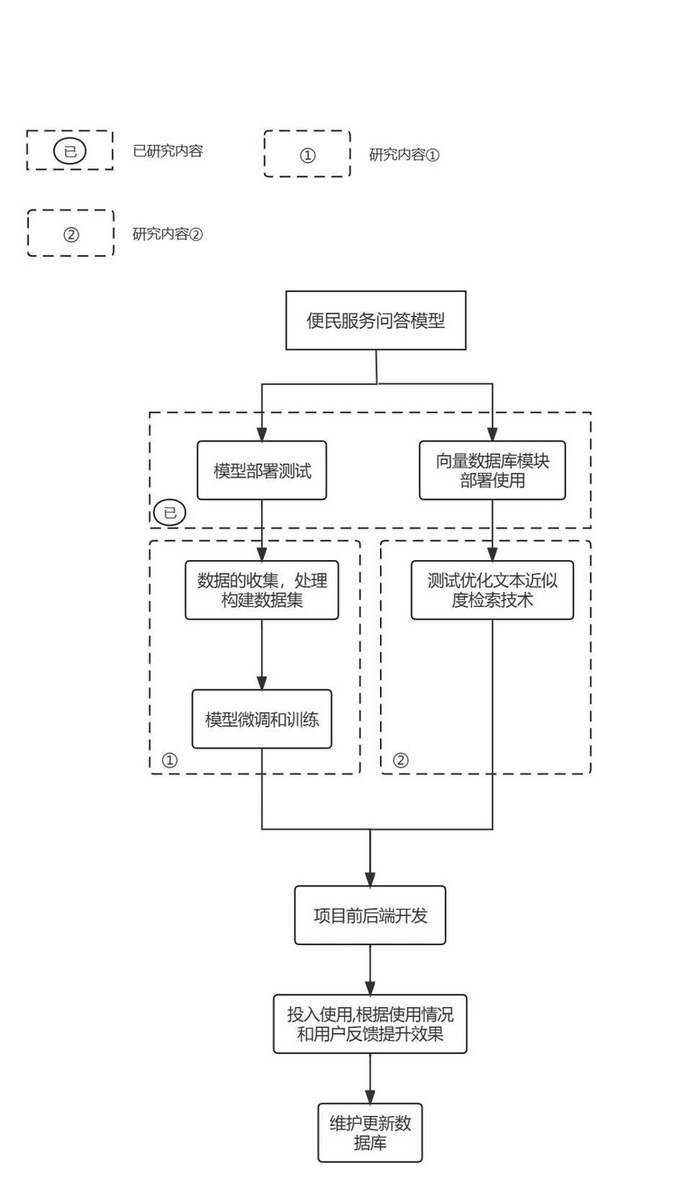 已
已研究内容
①
研究内容①
②
研究内容②
便民服务问答模型
模型部署测试
向量数据库模块
部署使用
已
数据的收集，处理
构建数据集
测试优化文本近似
度检索技术
模型微调和训练
①
②
项目前后端开发
投入使用,根据使用情况
和用户反馈提升效果
维护更新数
据库